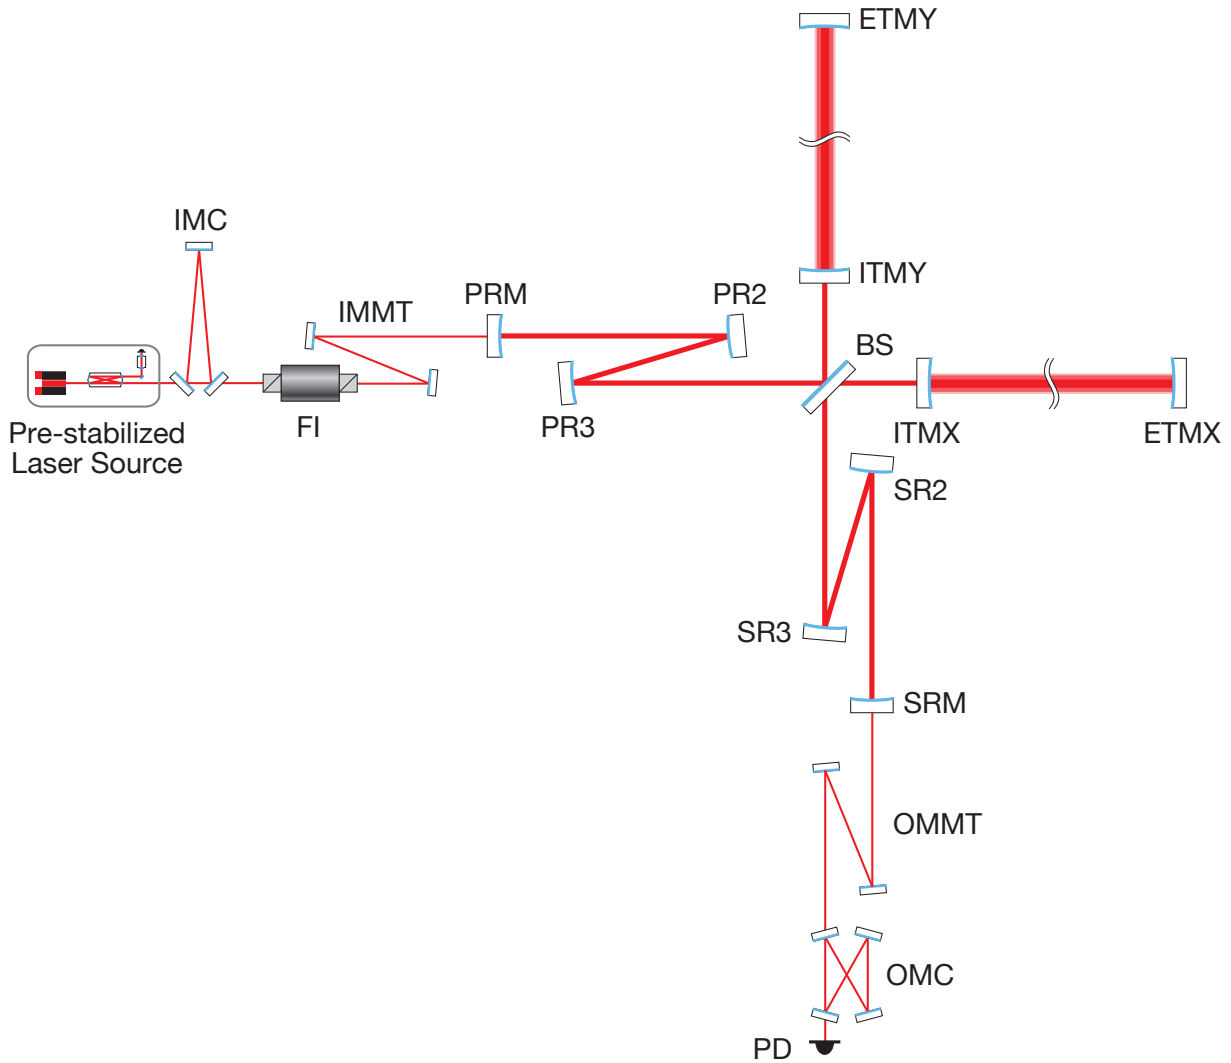 ETMY
IMC
ITMY
PRM
PR2
IMMT
BS
FI
PR3
ITMX
ETMX
Pre-stabilized
Laser Source
SR2
SR3
SRM
OMMT
OMC
PD